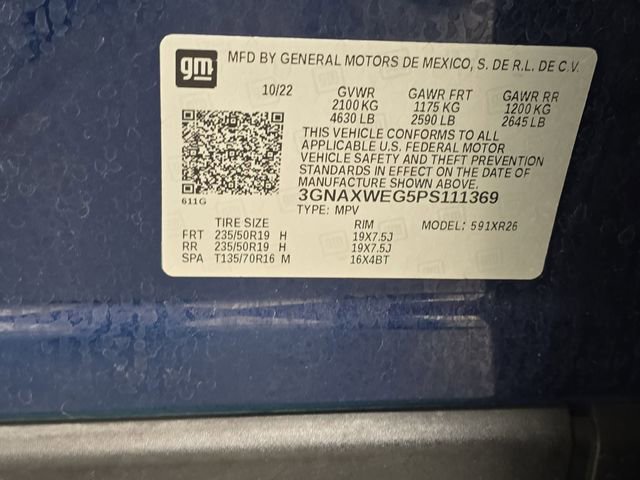 gm MFD BY GENERAL MOTORS DE MEXICO, S. DE R.L. DE C.V.
10/22 GVWR GAWR FRT GAWR RR
2100 KG 1175 KG 1200 KG
4630 LB 2590 LB 2645 LB
THIS VEHICLE CONFORMS TO ALL
APPLICABLE U.S. FEDERAL MOTOR
VEHICLE SAFETY AND THEFT PREVENTION
STANDARDS IN EFFECT ON THE DATE OF
MANUFACTURE SHOWN ABOVE.
611G 3GNAXWEG5PS111369
TYPE: MPV MODEL: 591XR26
TIRE SIZE RIM
FRT 235/50R19 H 19X7.5J
RR 235/50R19 H 19X7.5J
SPA T135/70R16 M 16X4BT